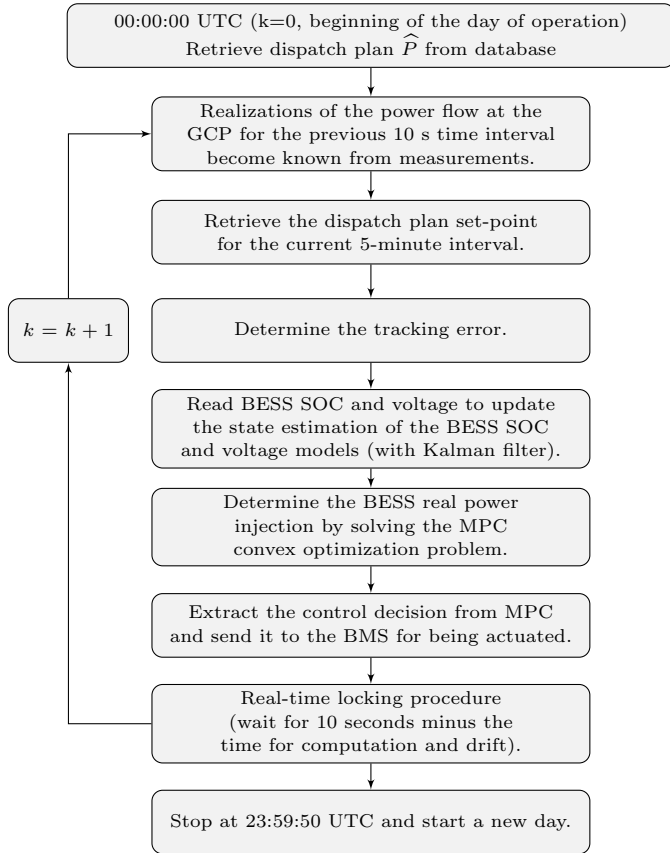 00:00:00 UTC (k=0, beginning of the day of operation)
Retrieve dispatch plan P̂ from database
Realizations of the power flow at the
GCP for the previous 10 s time interval
become known from measurements.
Retrieve the dispatch plan set-point
for the current 5-minute interval.
k = k + 1
Determine the tracking error.
Read BESS SOC and voltage to update
the state estimation of the BESS SOC
and voltage models (with Kalman filter).
Determine the BESS real power
injection by solving the MPC
convex optimization problem.
Extract the control decision from MPC
and send it to the BMS for being actuated.
Real-time locking procedure
(wait for 10 seconds minus the
time for computation and drift).
Stop at 23:59:50 UTC and start a new day.